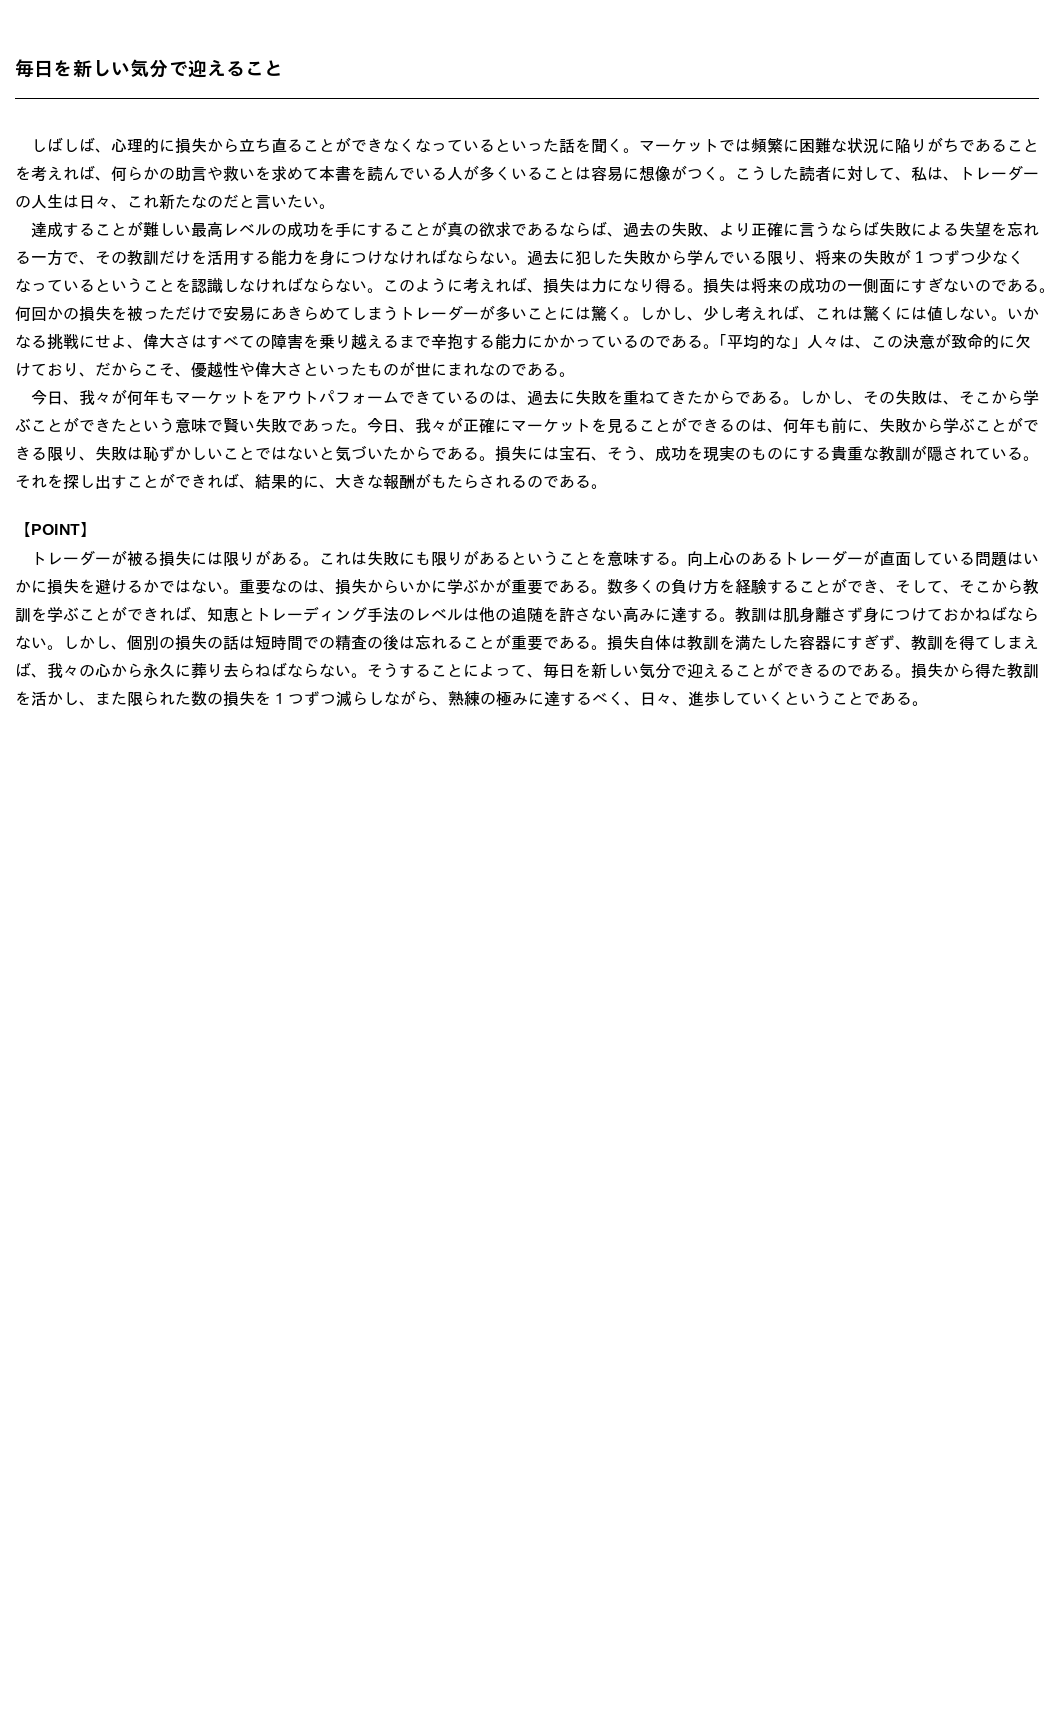 毎日を新しい気分で迎えること
　しばしば、心理的に損失から立ち直ることができなくなっているといった話を聞く。マーケットでは頻繁に困難な状況に陥りがちであること
を考えれば、何らかの助言や救いを求めて本書を読んでいる人が多くいることは容易に想像がつく。こうした読者に対して、私は、トレーダー
の人生は日々、これ新たなのだと言いたい。
　達成することが難しい最高レベルの成功を手にすることが真の欲求であるならば、過去の失敗、より正確に言うならば失敗による失望を忘れ
る一方で、その教訓だけを活用する能力を身につけなければならない。過去に犯した失敗から学んでいる限り、将来の失敗が１つずつ少なく
なっているということを認識しなければならない。このように考えれば、損失は力になり得る。損失は将来の成功の一側面にすぎないのである。
何回かの損失を被っただけで安易にあきらめてしまうトレーダーが多いことには驚く。しかし、少し考えれば、これは驚くには値しない。いか
なる挑戦にせよ、偉大さはすべての障害を乗り越えるまで辛抱する能力にかかっているのである。「平均的な」人々は、この決意が致命的に欠
けており、だからこそ、優越性や偉大さといったものが世にまれなのである。
　今日、我々が何年もマーケットをアウトパフォームできているのは、過去に失敗を重ねてきたからである。しかし、その失敗は、そこから学
ぶことができたという意味で賢い失敗であった。今日、我々が正確にマーケットを見ることができるのは、何年も前に、失敗から学ぶことがで
きる限り、失敗は恥ずかしいことではないと気づいたからである。損失には宝石、そう、成功を現実のものにする貴重な教訓が隠されている。
それを探し出すことができれば、結果的に、大きな報酬がもたらされるのである。
【POINT】
　トレーダーが被る損失には限りがある。これは失敗にも限りがあるということを意味する。向上心のあるトレーダーが直面している問題はい
かに損失を避けるかではない。重要なのは、損失からいかに学ぶかが重要である。数多くの負け方を経験することができ、そして、そこから教
訓を学ぶことができれば、知恵とトレーディング手法のレベルは他の追随を許さない高みに達する。教訓は肌身離さず身につけておかねばなら
ない。しかし、個別の損失の話は短時間での精査の後は忘れることが重要である。損失自体は教訓を満たした容器にすぎず、教訓を得てしまえ
ば、我々の心から永久に葬り去らねばならない。そうすることによって、毎日を新しい気分で迎えることができるのである。損失から得た教訓
を活かし、また限られた数の損失を１つずつ減らしながら、熟練の極みに達するべく、日々、進歩していくということである。